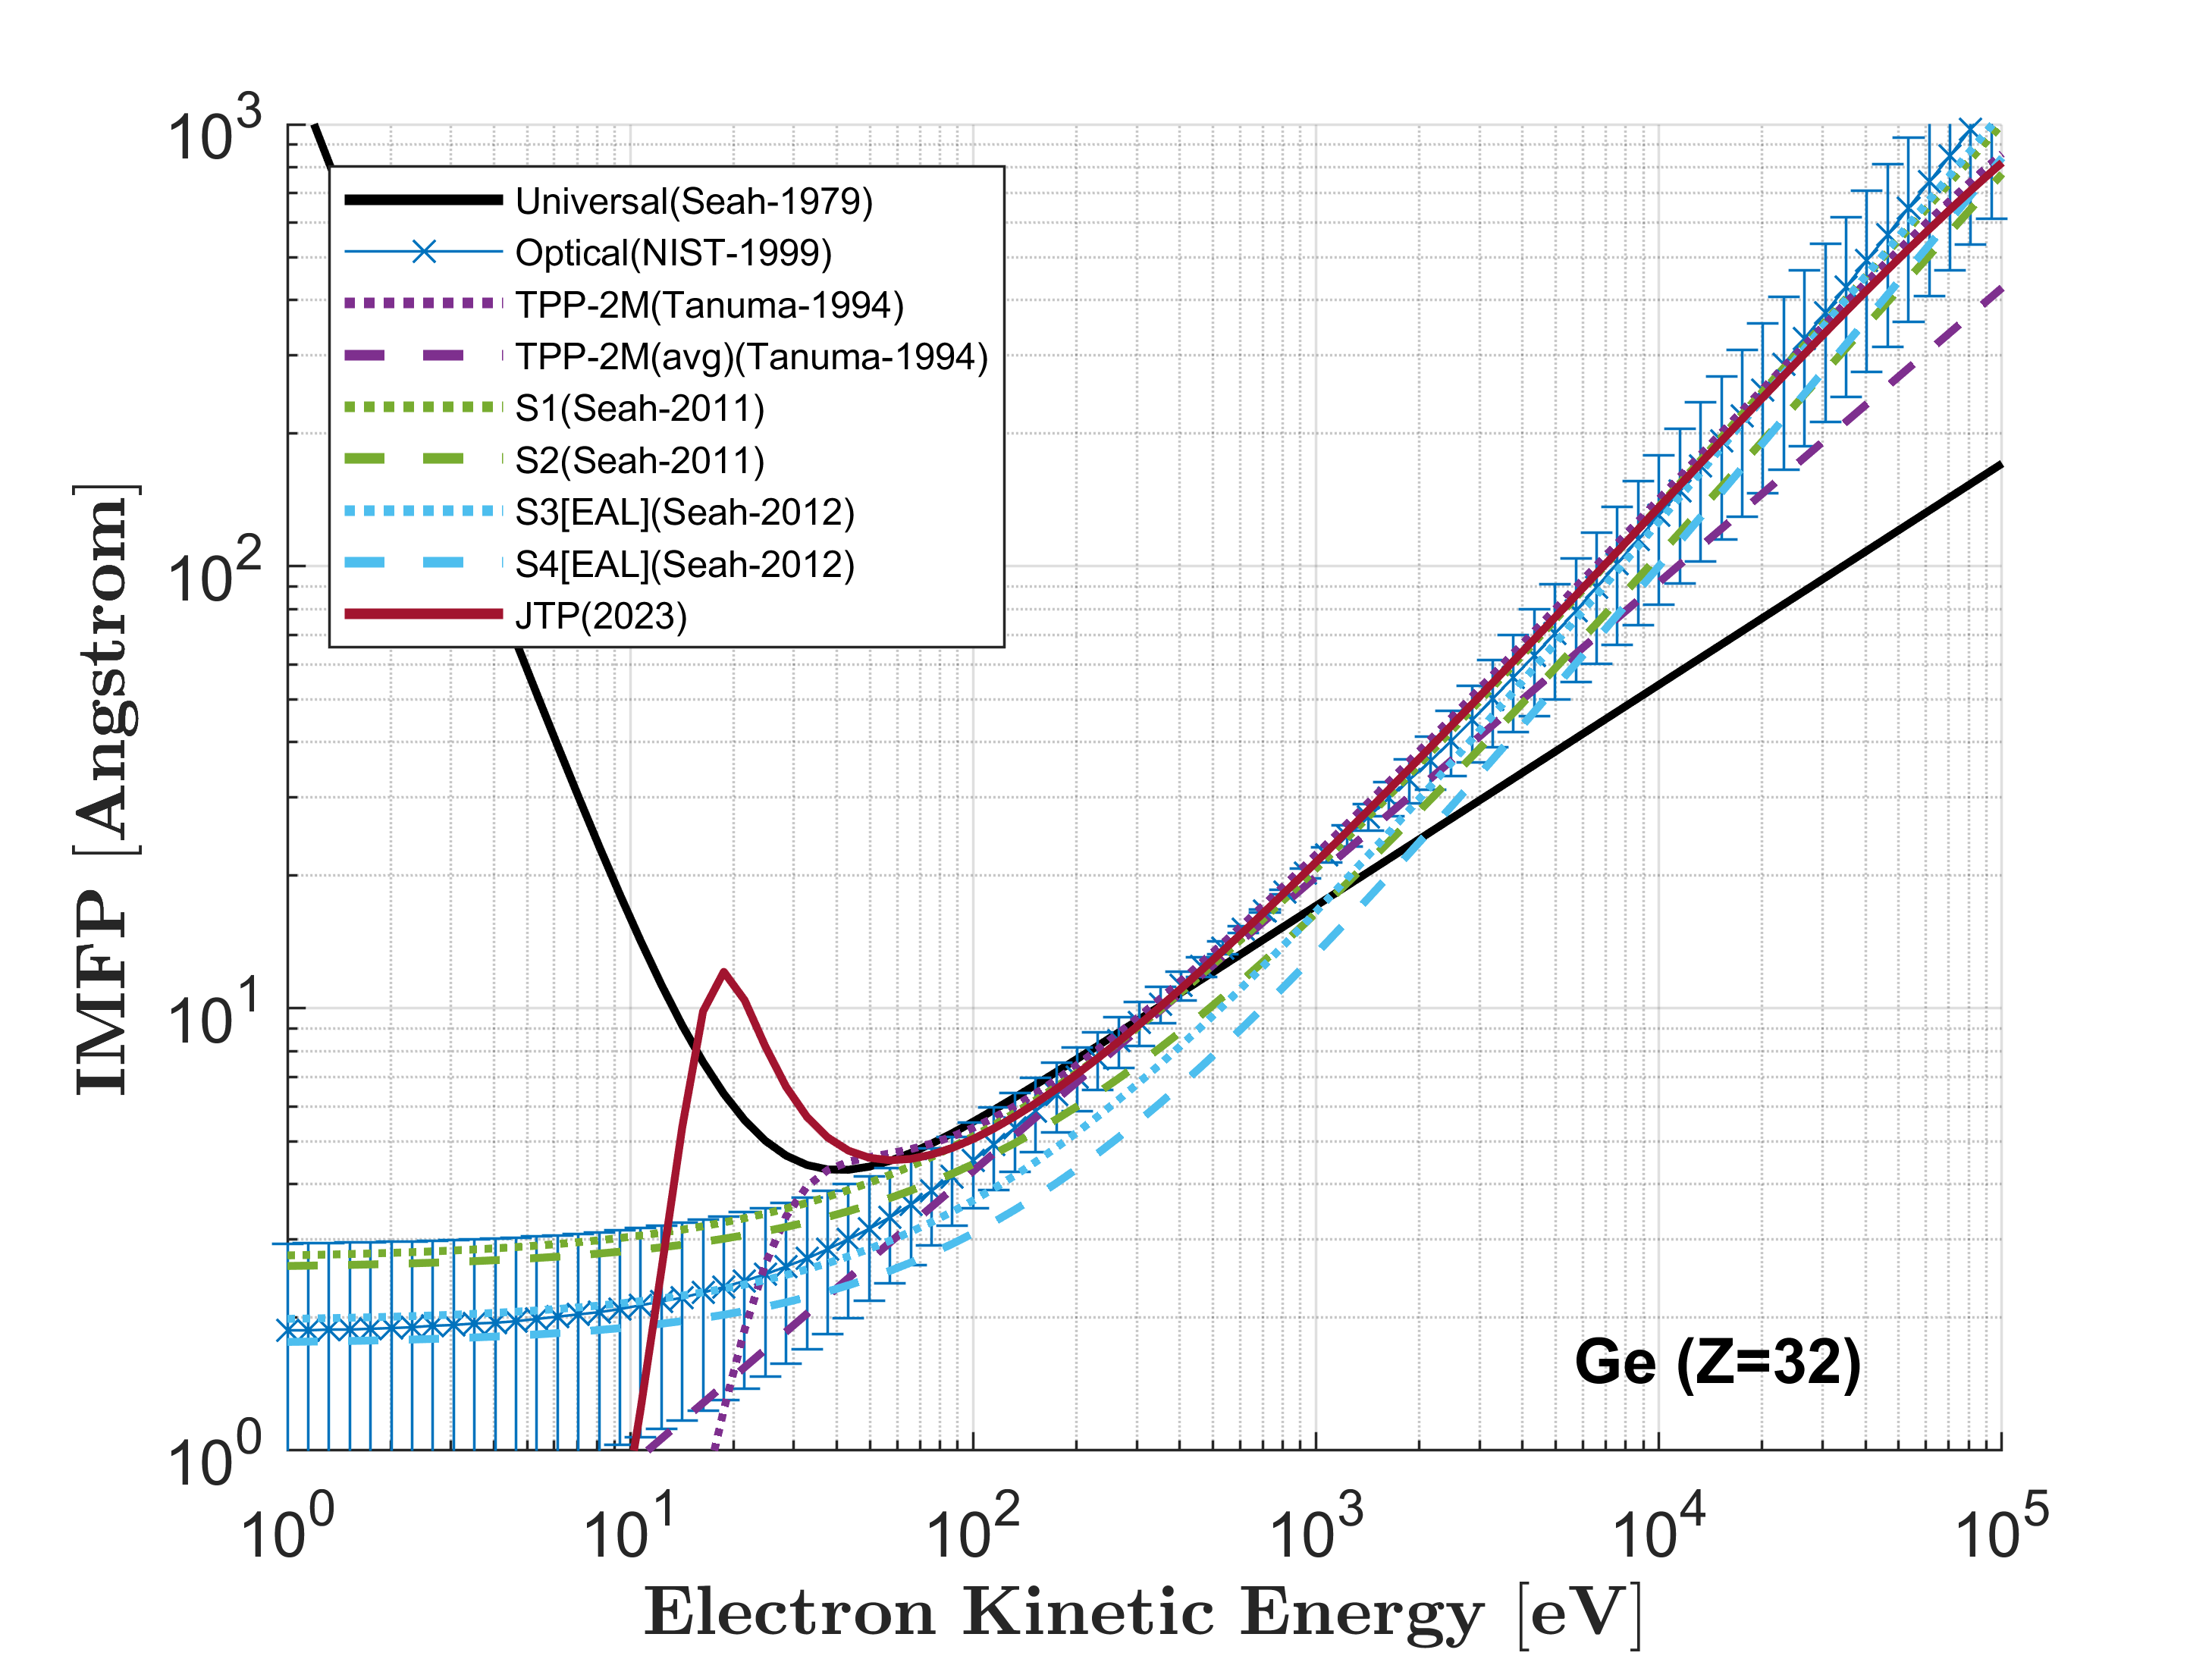 10^3
10^2
10^1
10^0
IMFP [Angstrom]
Universal(Seah-1979)
Optical(NIST-1999)
TPP-2M(Tanuma-1994)
TPP-2M(avg)(Tanuma-1994)
S1(Seah-2011)
S2(Seah-2011)
S3[EAL](Seah-2012)
S4[EAL](Seah-2012)
JTP(2023)
Ge (Z=32)
10^0 10^1 10^2 10^3 10^4 10^5
Electron Kinetic Energy [eV]